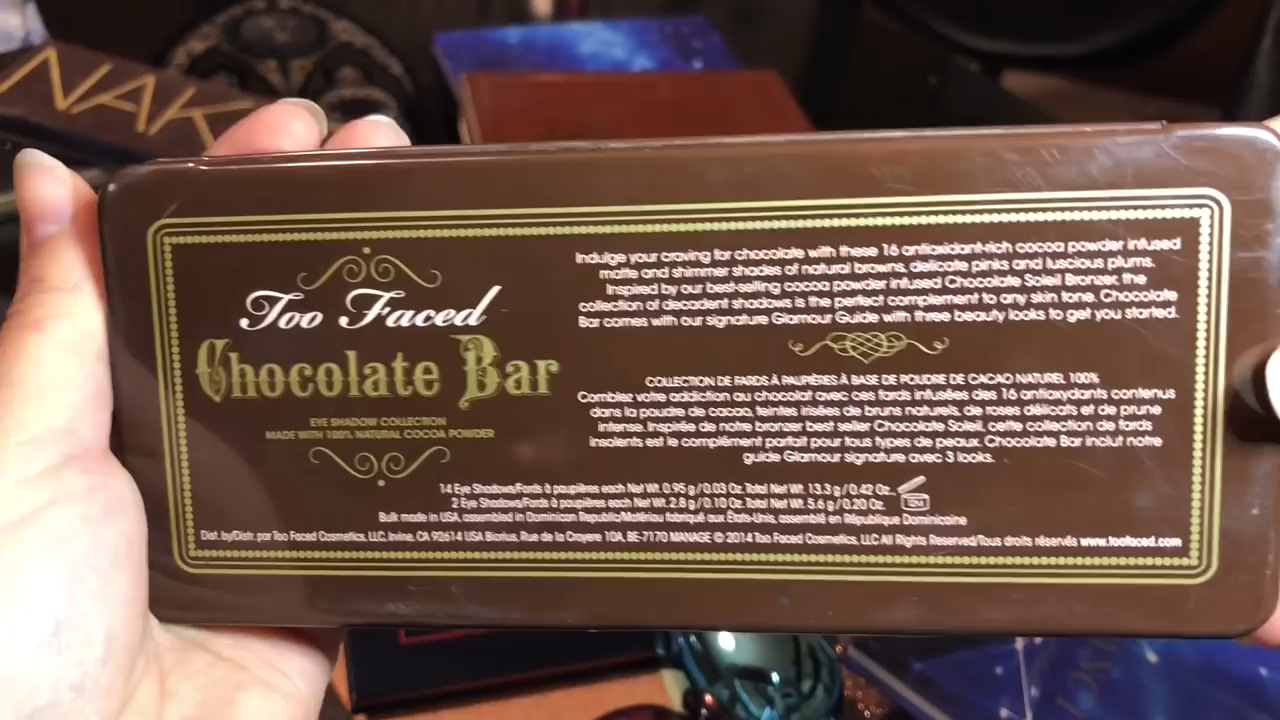 NAK
Too Faced
Chocolate Bar
EYE SHADOW COLLECTION
MADE WITH 100% NATURAL COCOA POWDER
Indulge your craving for chocolate with these 16 antioxidant-rich cocoa powder infused
matte and shimmer shades of natural browns, delicate pinks and luscious plums.
Inspired by our best-selling cocoa powder infused Chocolate Soleil Bronzer, the
collection of decadent shadows is the perfect complement to any skin tone. Chocolate
Bar comes with our signature Glamour Guide with three beauty looks to get you started.
COLLECTION DE FARDS À PAUPIÈRES À BASE DE POUDRE DE CACAO NATUREL 100%
Comblez votre addiction au chocolat avec ces fards infusées des 16 antioxydants contenus
dans la poudre de cacao, teintes irisées de bruns naturels, de roses délicats et de prune
intense. Inspirée de notre bronzer best seller Chocolate Soleil, cette collection de fards
insolents est le complément parfait pour tous types de peaux. Chocolate Bar inclut notre
guide Glamour signature avec 3 looks.
14 Eye Shadows/Fards à paupières each Net Wt. 0.95 g/0.03 Oz. Total Net Wt. 13.3 g/0.42 Oz.
2 Eye Shadows/Fards à paupières each Net Wt. 2.8 g/0.10 Oz. Total Net Wt. 5.6 g/0.20 Oz.
12M
Bulk made in USA, assembled in Dominican Republic/Matériau fabriqué aux États-Unis, assemblé en République Dominicaine
Dist. by/Distr. par Too Faced Cosmetics, LLC, Irvine, CA 92614 USA Biorius, Rue de la Croyere 10A, BE-7170 MANAGE © 2014 Too Faced Cosmetics, LLC All Rights Reserved/Tous droits réservés www.toofaced.com